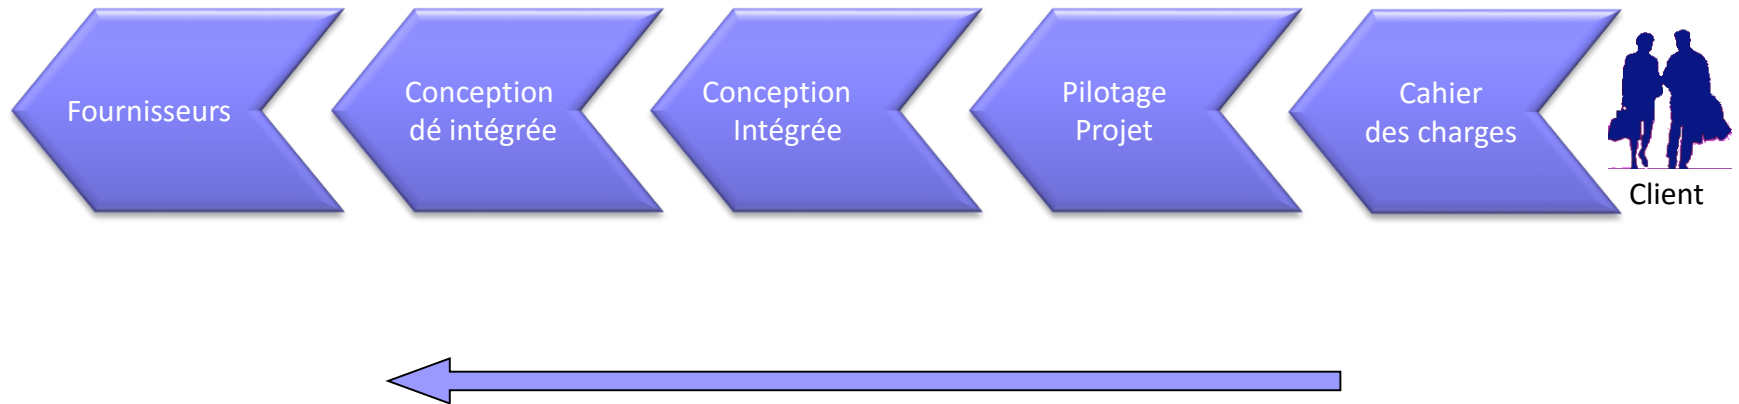 Fournisseurs
Conception
dé intégrée
Conception
Intégrée
Pilotage
Projet
Cahier
des charges
Client